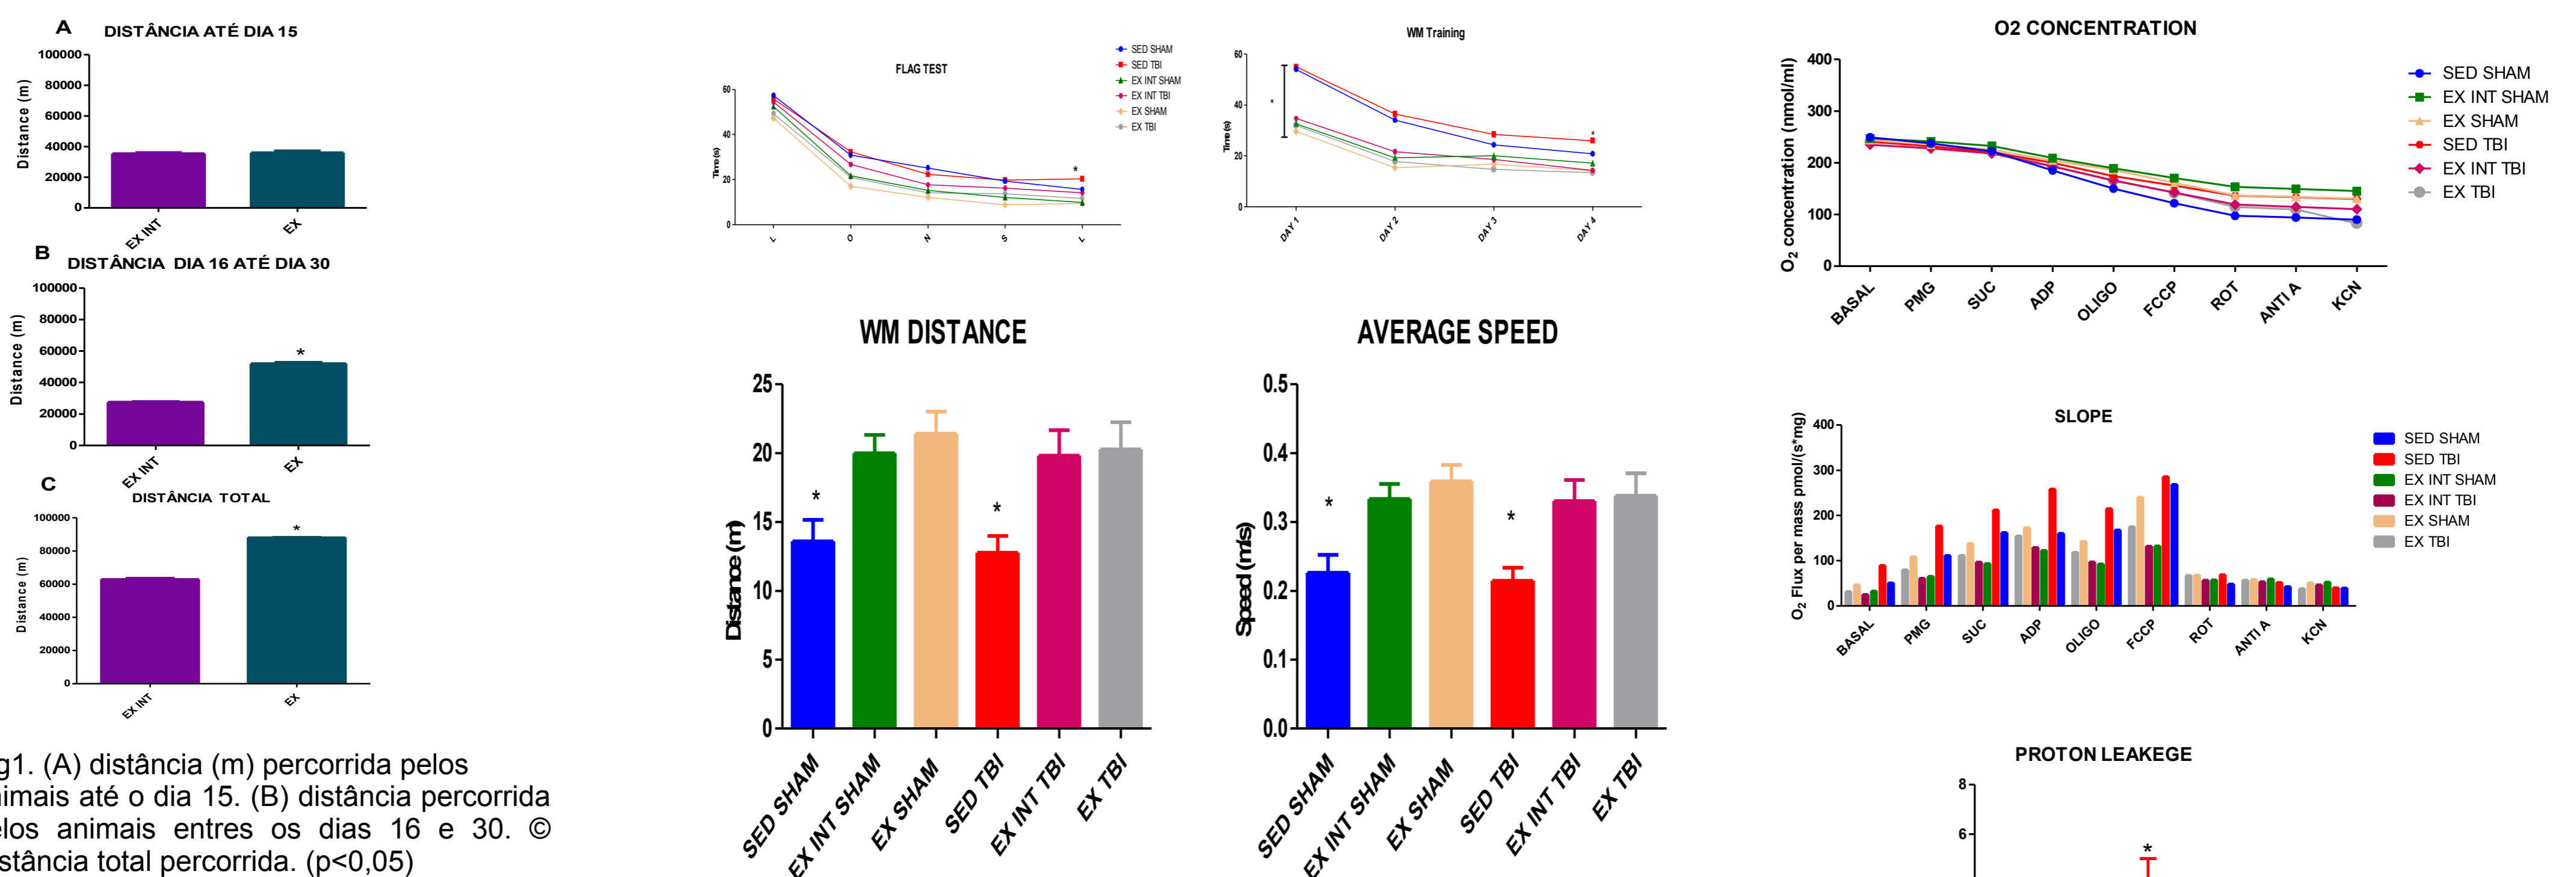 A
DISTÂNCIA ATÉ DIA 15
100000
80000
60000
40000
20000
0
Distance (m)
EX INT
EX
B
DISTÂNCIA DIA 16 ATÉ DIA 30
100000
80000
60000
40000
20000
0
Distance (m)
EX INT
EX
*
C
DISTÂNCIA TOTAL
100000
80000
60000
40000
20000
0
Distance (m)
EX INT
EX
*
g1. (A) distância (m) percorrida pelos
nimais até o dia 15. (B) distância percorrida
elos animais entres os dias 16 e 30. ©
istância total percorrida. (p<0,05)
FLAG TEST
60
40
20
0
Time (s)
L
O
N
S
L
*
SED SHAM
SED TBI
EX INT SHAM
EX INT TBI
EX SHAM
EX TBI
WM Training
60
40
20
0
Time (s)
DAY 1
DAY 2
DAY 3
DAY 4
*
*
WM DISTANCE
25
20
15
10
5
0
Distance (m)
*
*
SED SHAM
EX INT SHAM
EX SHAM
SED TBI
EX INT TBI
EX TBI
AVERAGE SPEED
0.5
0.4
0.3
0.2
0.1
0.0
Speed (m/s)
*
*
SED SHAM
EX INT SHAM
EX SHAM
SED TBI
EX INT TBI
EX TBI
O2 CONCENTRATION
400
300
200
100
0
O2 concentration (nmol/ml)
BASAL
PMG
SUC
ADP
OLIGO
FCCP
ROT
ANTI A
KCN
SED SHAM
EX INT SHAM
EX SHAM
SED TBI
EX INT TBI
EX TBI
SLOPE
400
300
200
100
0
O2 Flux per mass pmol/(s*mg)
BASAL
PMG
SUC
ADP
OLIGO
FCCP
ROT
ANTI A
KCN
SED SHAM
SED TBI
EX INT SHAM
EX INT TBI
EX SHAM
EX TBI
PROTON LEAKEGE
8
6
*